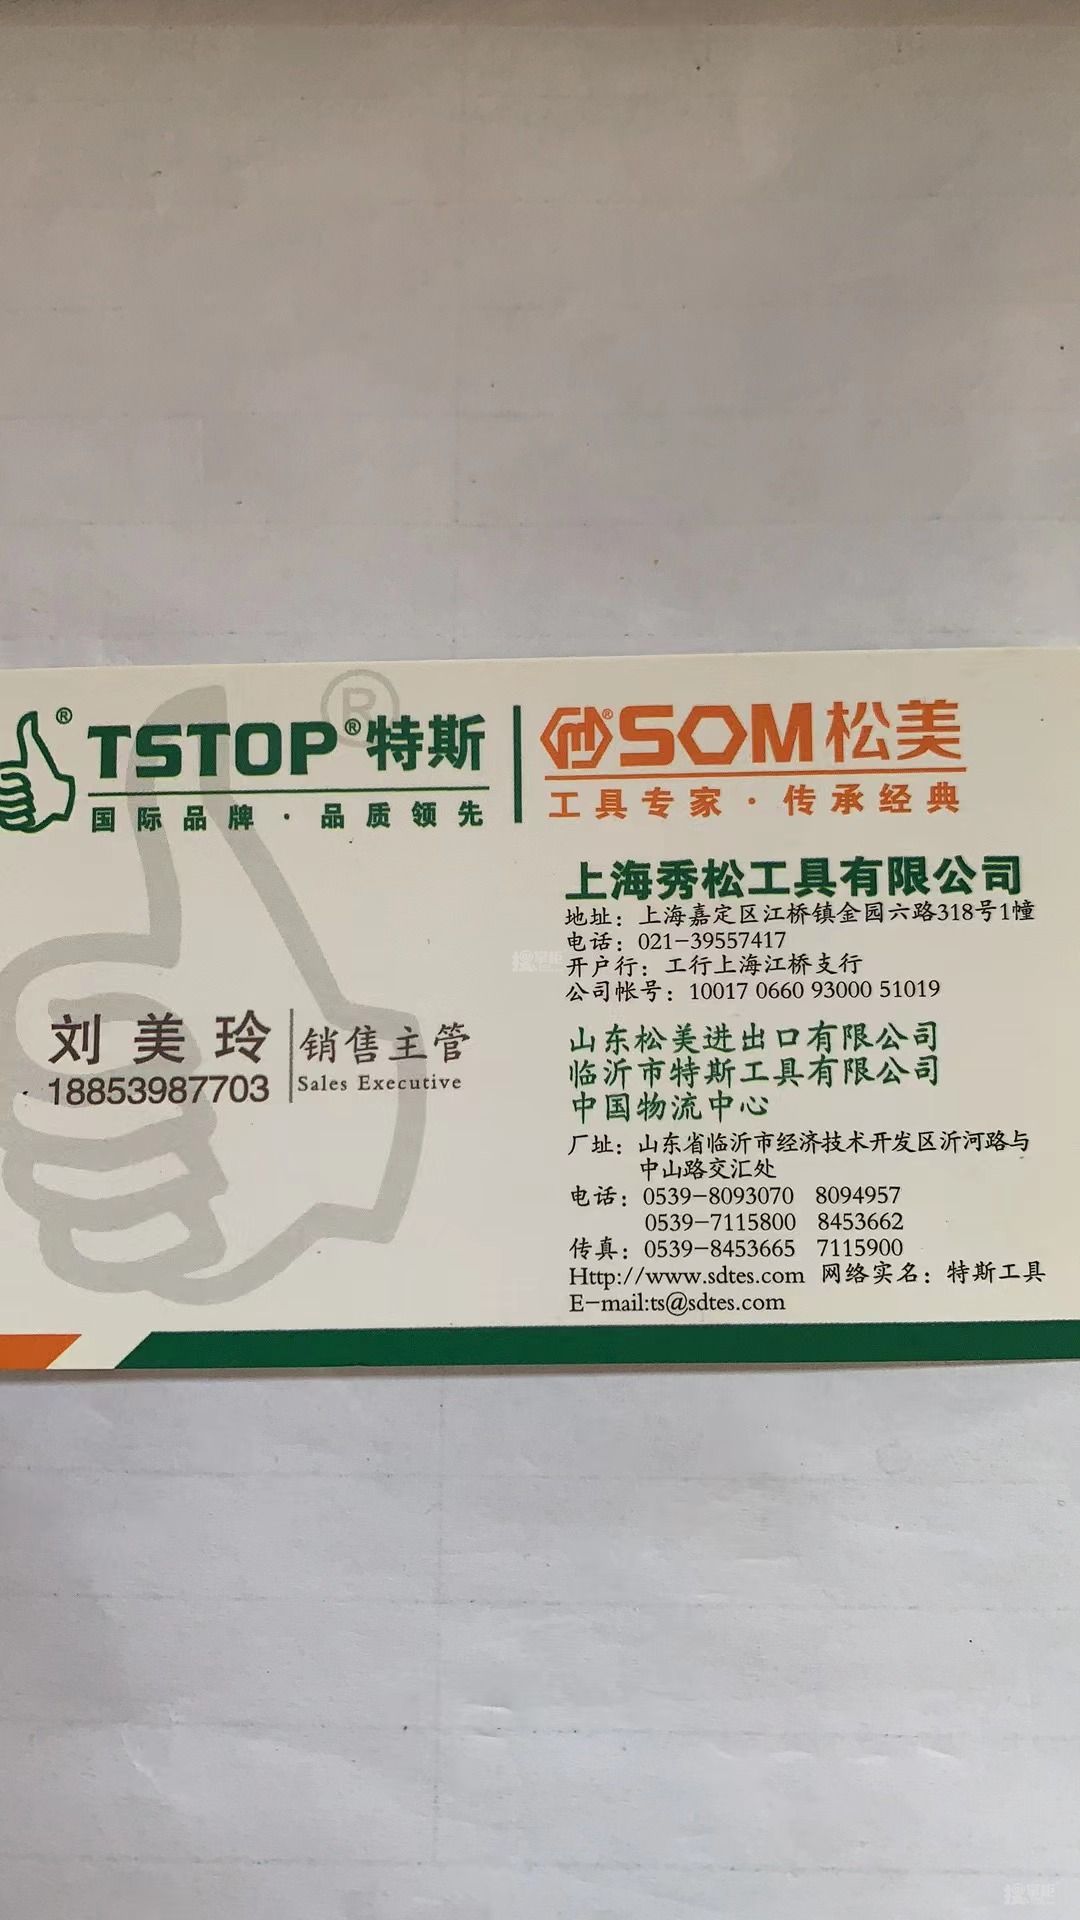 ®
TSTOP®特斯
国际品牌·品质领先
®SOM松美
工具专家·传承经典
刘美玲
销售主管
18853987703
Sales Executive
上海秀松工具有限公司
地址：上海嘉定区江桥镇金园六路318号1幢
电话：021-39557417
开户行：工行上海江桥支行
公司帐号：10017 0660 93000 51019
山东松美进出口有限公司
临沂市特斯工具有限公司
中国物流中心
厂址：山东省临沂市经济技术开发区沂河路与
中山路交汇处
电话：0539-8093070 8094957
0539-7115800 8453662
传真：0539-8453665 7115900
Http://www.sdtes.com 网络实名：特斯工具
E-mail:ts@sdtes.com